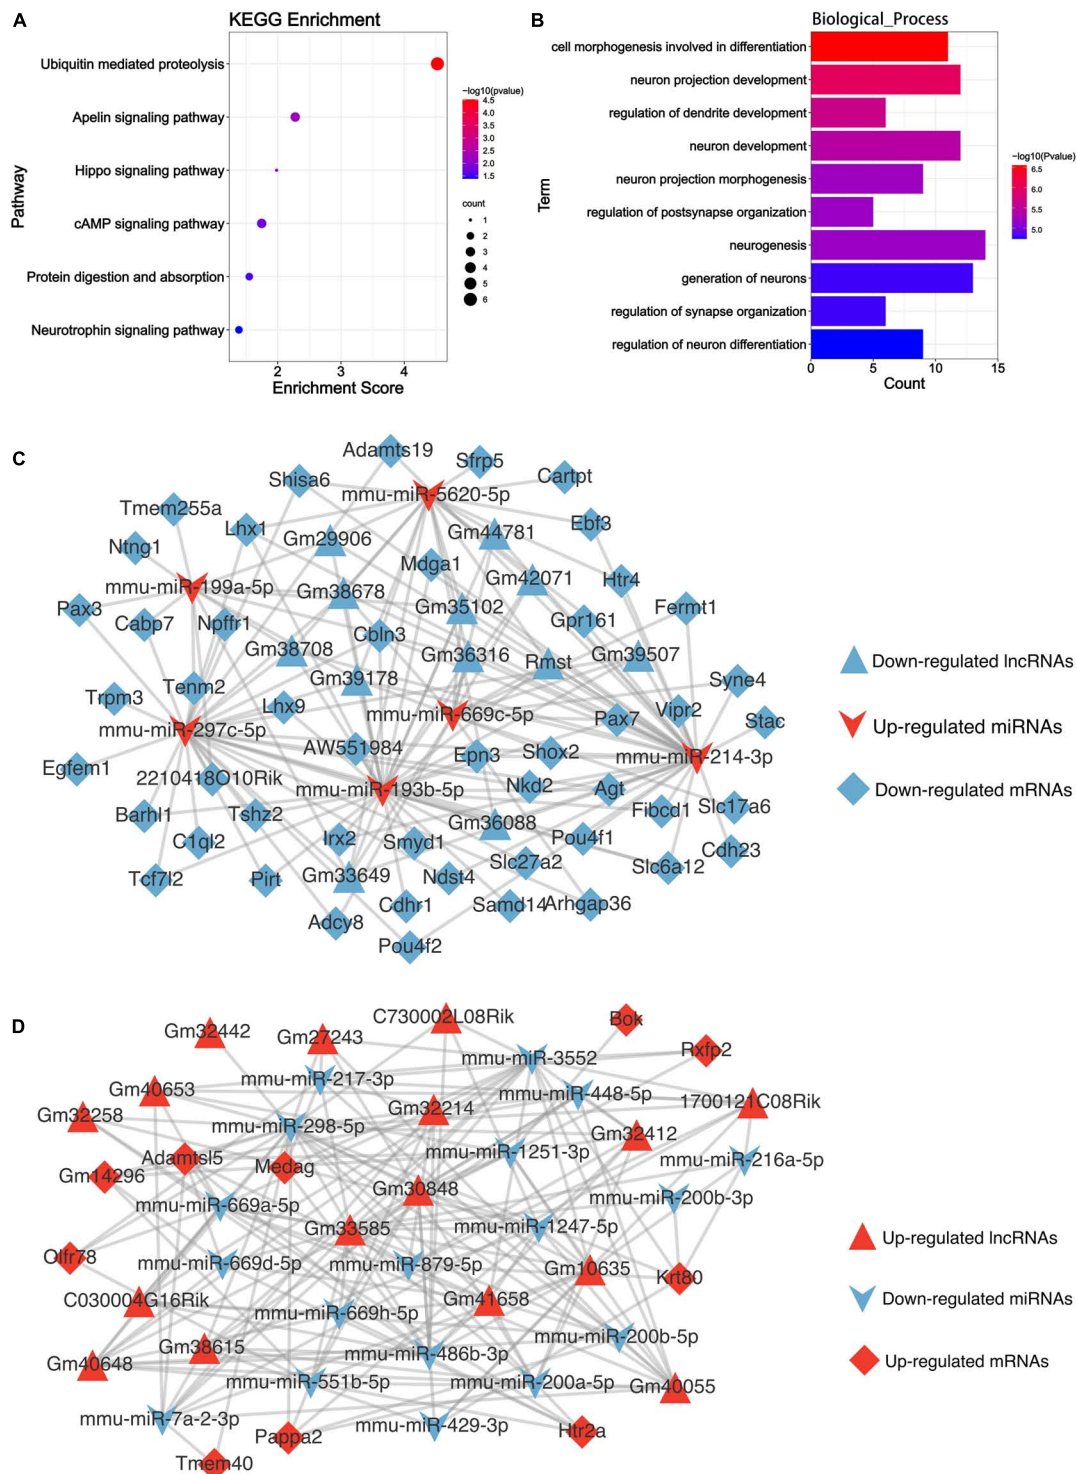 A
KEGG Enrichment
Pathway
Ubiquitin mediated proteolysis
Apelin signaling pathway
Hippo signaling pathway
cAMP signaling pathway
Protein digestion and absorption
Neurotrophin signaling pathway
2 3 4
Enrichment Score
−log10(pvalue)
4.5
4.0
3.5
3.0
2.5
2.0
1.5
count
1
2
3
4
5
6
B
Biological_Process
Term
cell morphogenesis involved in differentiation
neuron projection development
regulation of dendrite development
neuron development
neuron projection morphogenesis
regulation of postsynapse organization
neurogenesis
generation of neurons
regulation of synapse organization
regulation of neuron differentiation
0 5 10 15
Count
−log10(Pvalue)
6.5
6.0
5.5
5.0
C
Adamts19
Sfrp5
Shisa6
Cartpt
mmu-miR-5620-5p
Tmem255a
Lhx1
Gm29906
Gm44781
Ebf3
Ntng1
Mdga1
mmu-miR-199a-5p
Gm38678
Gm42071
Htr4
Pax3
Cabp7
Npffr1
Cbln3
Gm35102
Gpr161
Fermt1
Gm38708
Gm36316
Rmst
Gm39507
Trpm3
Tenm2
Gm39178
Syne4
Lhx9
mmu-miR-669c-5p
Pax7
Vipr2
Stac
mmu-miR-297c-5p
AW551984
Epn3
Shox2
mmu-miR-214-3p
Egfem1
2210418O10Rik
mmu-miR-193b-5p
Nkd2
Agt
Barhl1
Tshz2
Fibcd1
Slc17a6
C1ql2
Irx2
Smyd1
Gm36088
Pou4f1
Cdh23
Tcf7l2
Pirt
Gm33649
Ndst4
Slc27a2
Slc6a12
Adcy8
Cdhr1
Samd14
Arhgap36
Pou4f2
Down-regulated lncRNAs
Up-regulated miRNAs
Down-regulated mRNAs
D
Gm32442
Gm27243
C730002L08Rik
Bok
mmu-miR-3552
Rxfp2
mmu-miR-217-3p
Gm40653
mmu-miR-448-5p
Gm32258
Gm32214
1700121C08Rik
mmu-miR-298-5p
Gm32412
Adamtsl5
Medag
mmu-miR-1251-3p
mmu-miR-216a-5p
Gm14296
Gm30848
mmu-miR-669a-5p
mmu-miR-200b-3p
Gm33585
mmu-miR-1247-5p
Olfr78
mmu-miR-669d-5p
mmu-miR-879-5p
Gm10635
Krt80
C030004G16Rik
mmu-miR-669h-5p
Gm41658
Gm40648
Gm38615
mmu-miR-486b-3p
mmu-miR-200b-5p
mmu-miR-551b-5p
mmu-miR-200a-5p
Gm40055
mmu-miR-7a-2-3p
Pappa2
mmu-miR-429-3p
Htr2a
Tmem40
Up-regulated lncRNAs
Down-regulated miRNAs
Up-regulated mRNAs